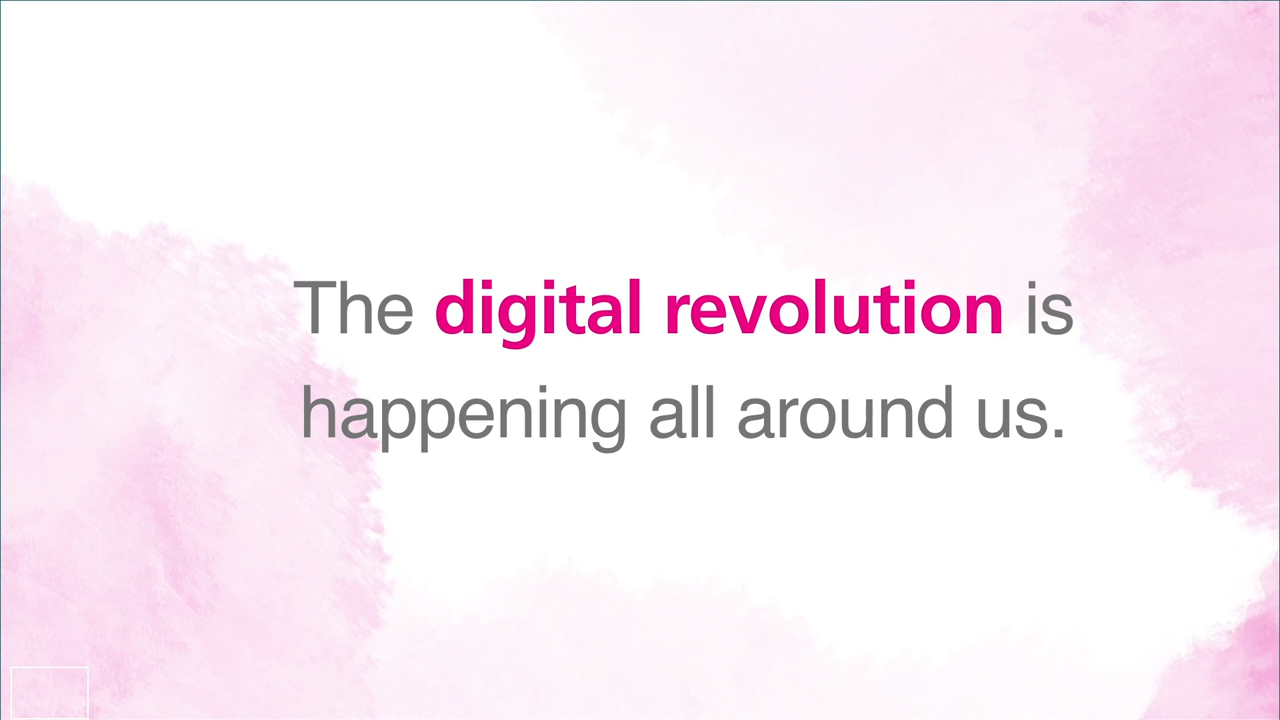 The digital revolution is
happening all around us.